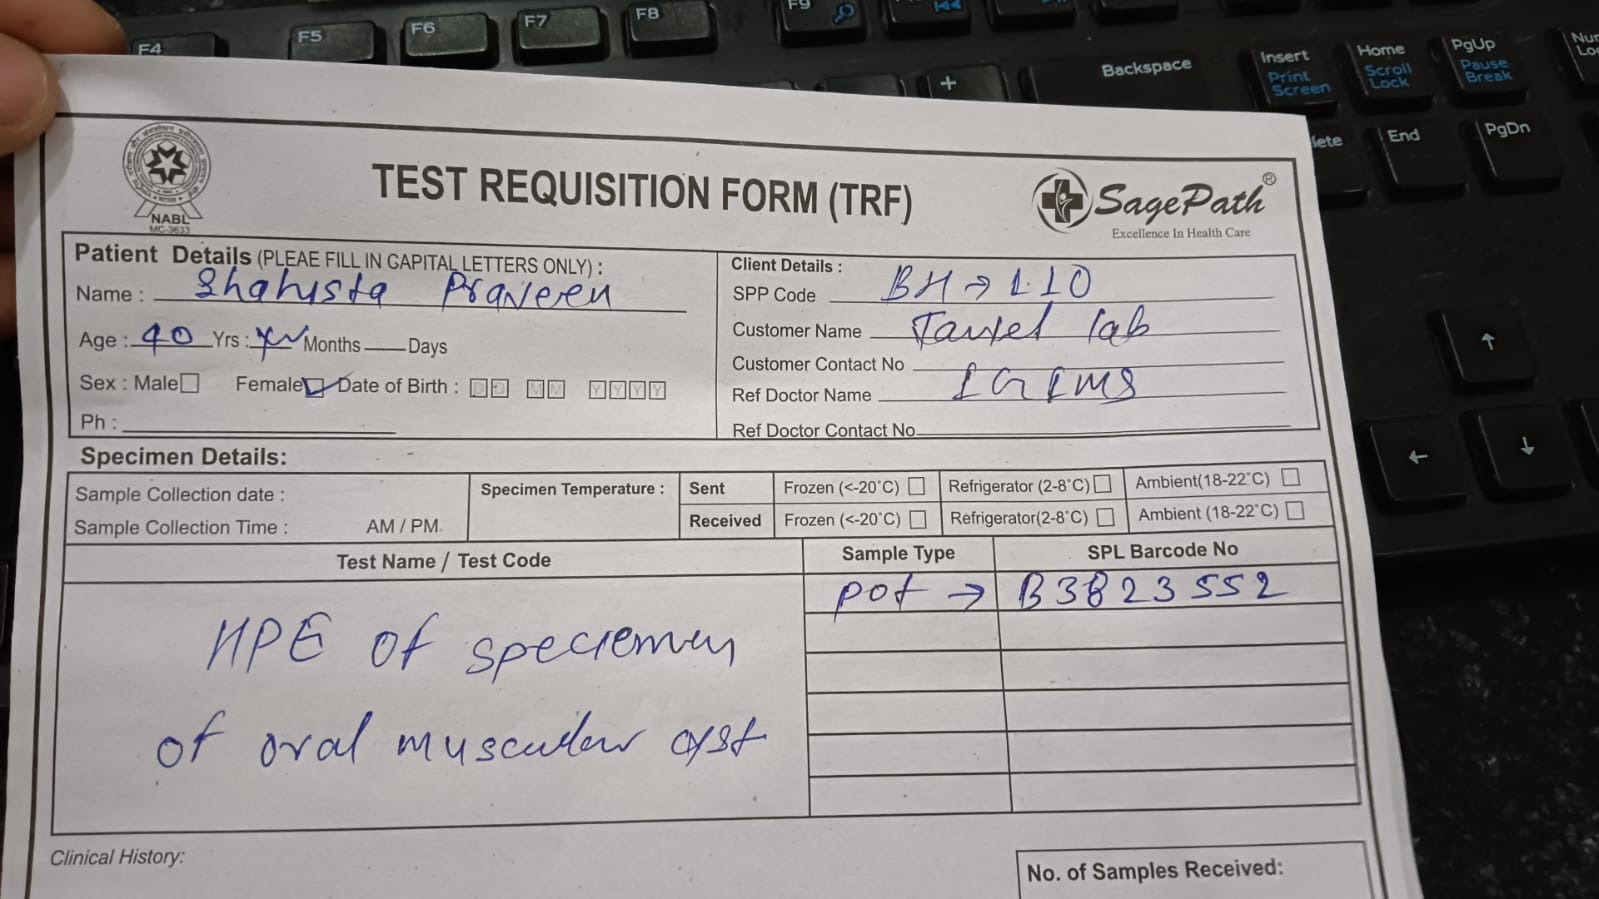 F4 F5 F6 F7 F8 F9
Backspace
+
Insert
Print
Screen
Home
Scroll
Lock
PgUp
Pause
Break
End
PgDn
NABL
MC-3633
TEST REQUISITION FORM (TRF)
SagePath®
Excellence In Health Care
Patient Details (PLEAE FILL IN CAPITAL LETTERS ONLY) :
Name : Shahista Praveen
Age : 40 Yrs : Months Days
Sex : Male Female Date of Birth : DD MM YYYY
Ph :
Client Details :
SPP Code BH → 110
Customer Name lab
Customer Contact No
Ref Doctor Name IGIMS
Ref Doctor Contact No
Specimen Details:
Sample Collection date :
Sample Collection Time : AM / PM.
Specimen Temperature :
Sent Frozen (<-20°C) Refrigerator (2-8°C) Ambient(18-22°C)
Received Frozen (<-20°C) Refrigerator(2-8°C) Ambient (18-22°C)
Test Name / Test Code Sample Type SPL Barcode No
pot → B3823552
HPE of speciemen
of oral muscular cyst
Clinical History:
No. of Samples Received: